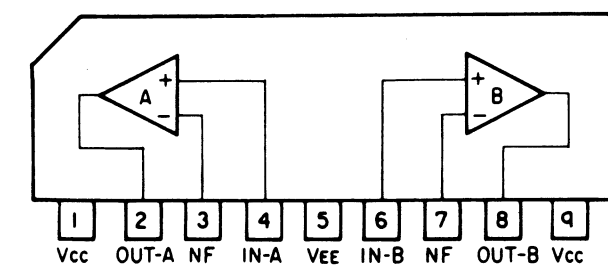 A + −
+ − B
1 2 3 4 5 6 7 8 9
Vcc OUT-A NF IN-A VEE IN-B NF OUT-B Vcc